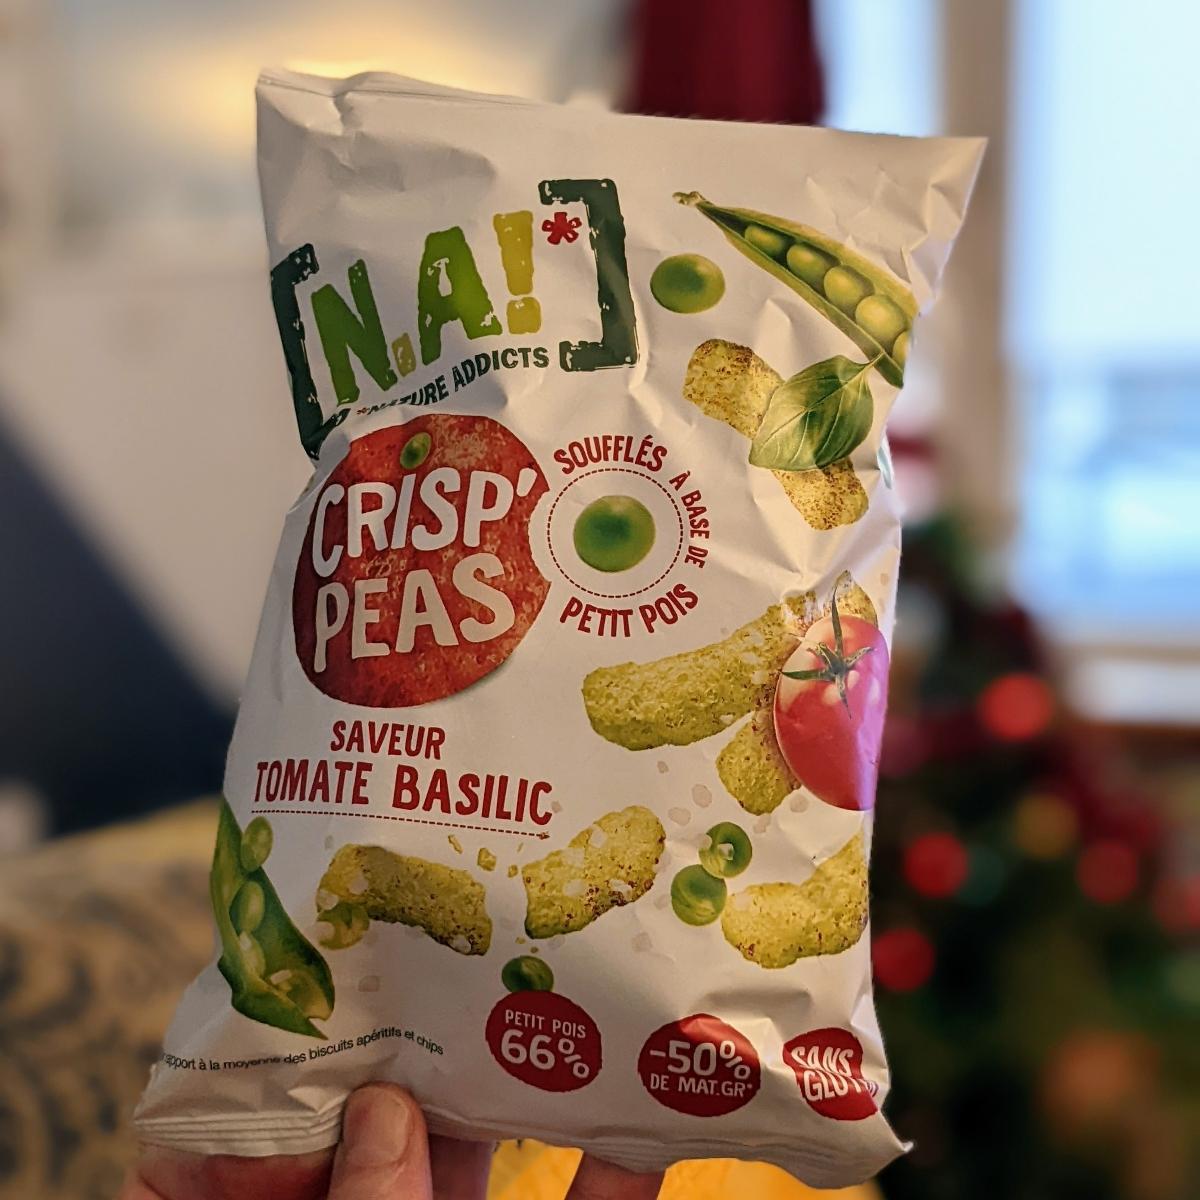 [N.A!*]
*NATURE ADDICTS
CRISP'
PEAS
SOUFFLÉS À BASE DE
PETIT POIS
SAVEUR
TOMATE BASILIC
à la moyenne des biscuits apéritifs et chips
PETIT POIS
66%
-50%
DE MAT.GR*
SANS